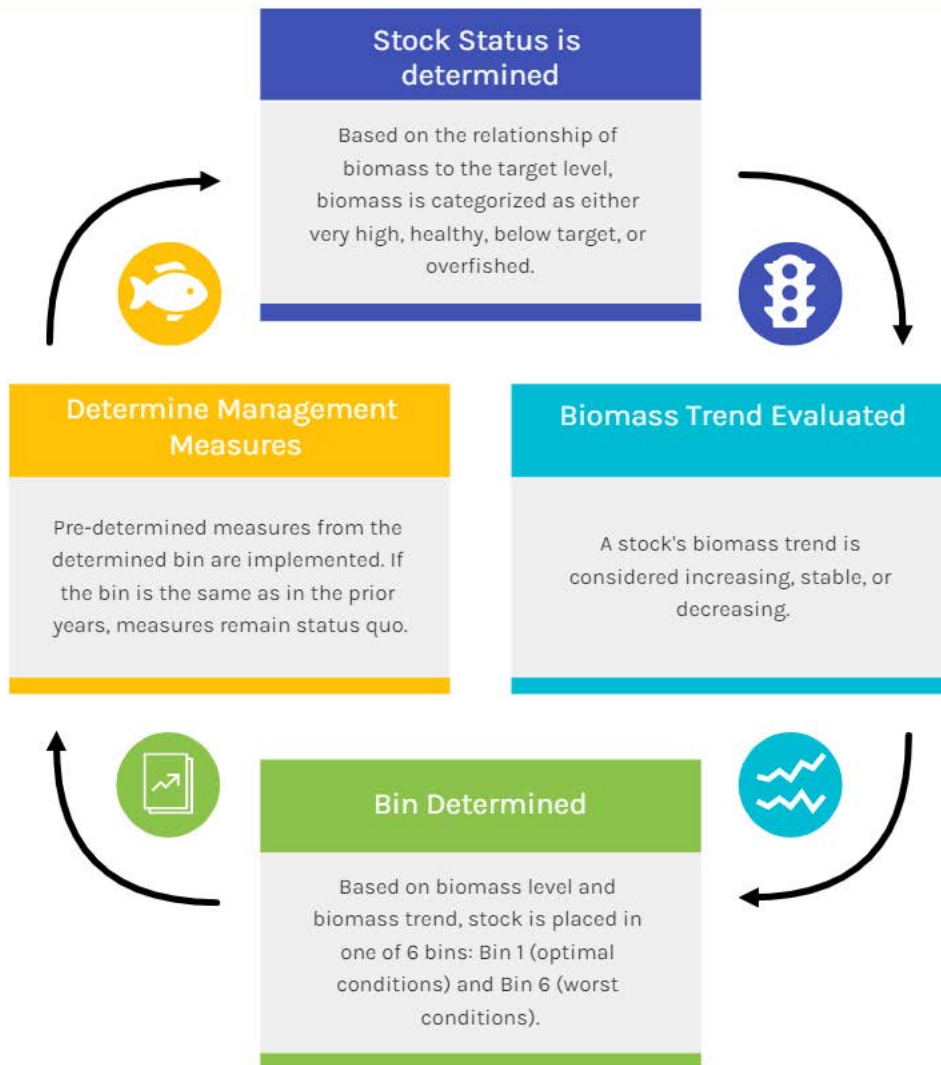 Stock Status is
determined
Based on the relationship of
biomass to the target level,
biomass is categorized as either
very high, healthy, below target, or
overfished.
Biomass Trend Evaluated
A stock's biomass trend is
considered increasing, stable, or
decreasing.
Bin Determined
Based on biomass level and
biomass trend, stock is placed in
one of 6 bins: Bin 1 (optimal
conditions) and Bin 6 (worst
conditions).
Determine Management
Measures
Pre-determined measures from the
determined bin are implemented. If
the bin is the same as in the prior
years, measures remain status quo.